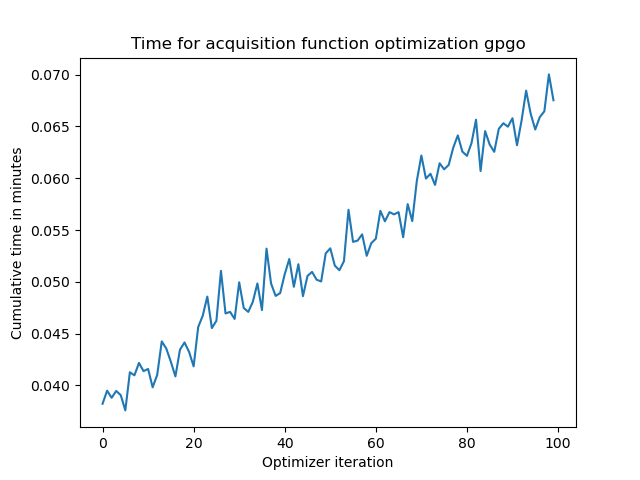 Time for acquisition function optimization gpgo
0.070
0.065
0.060
0.055
0.050
0.045
0.040
Cumulative time in minutes
0 20 40 60 80 100
Optimizer iteration